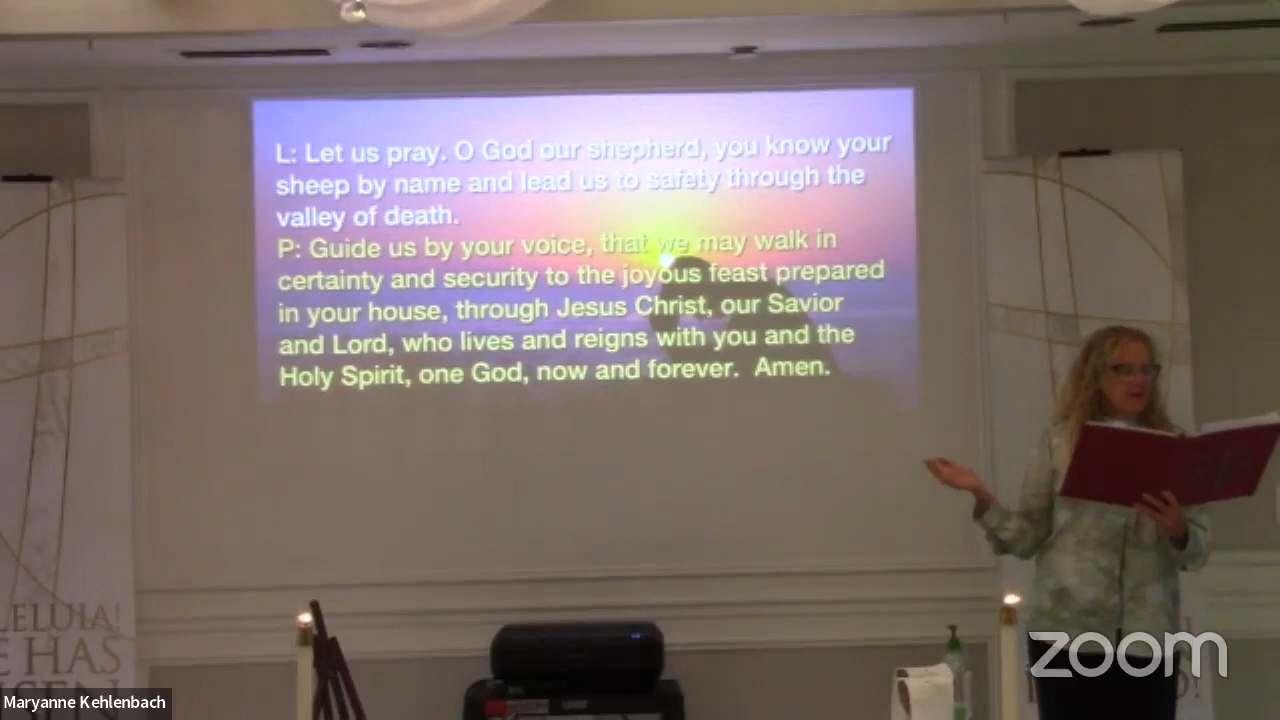 L: Let us pray. O God our shepherd, you know your
sheep by name and lead us to safety through the
valley of death.
P: Guide us by your voice, that we may walk in
certainty and security to the joyous feast prepared
in your house, through Jesus Christ, our Savior
and Lord, who lives and reigns with you and the
Holy Spirit, one God, now and forever. Amen.
ELUIA!
E HAS
ISEN
zoom
Maryanne Kehlenbach